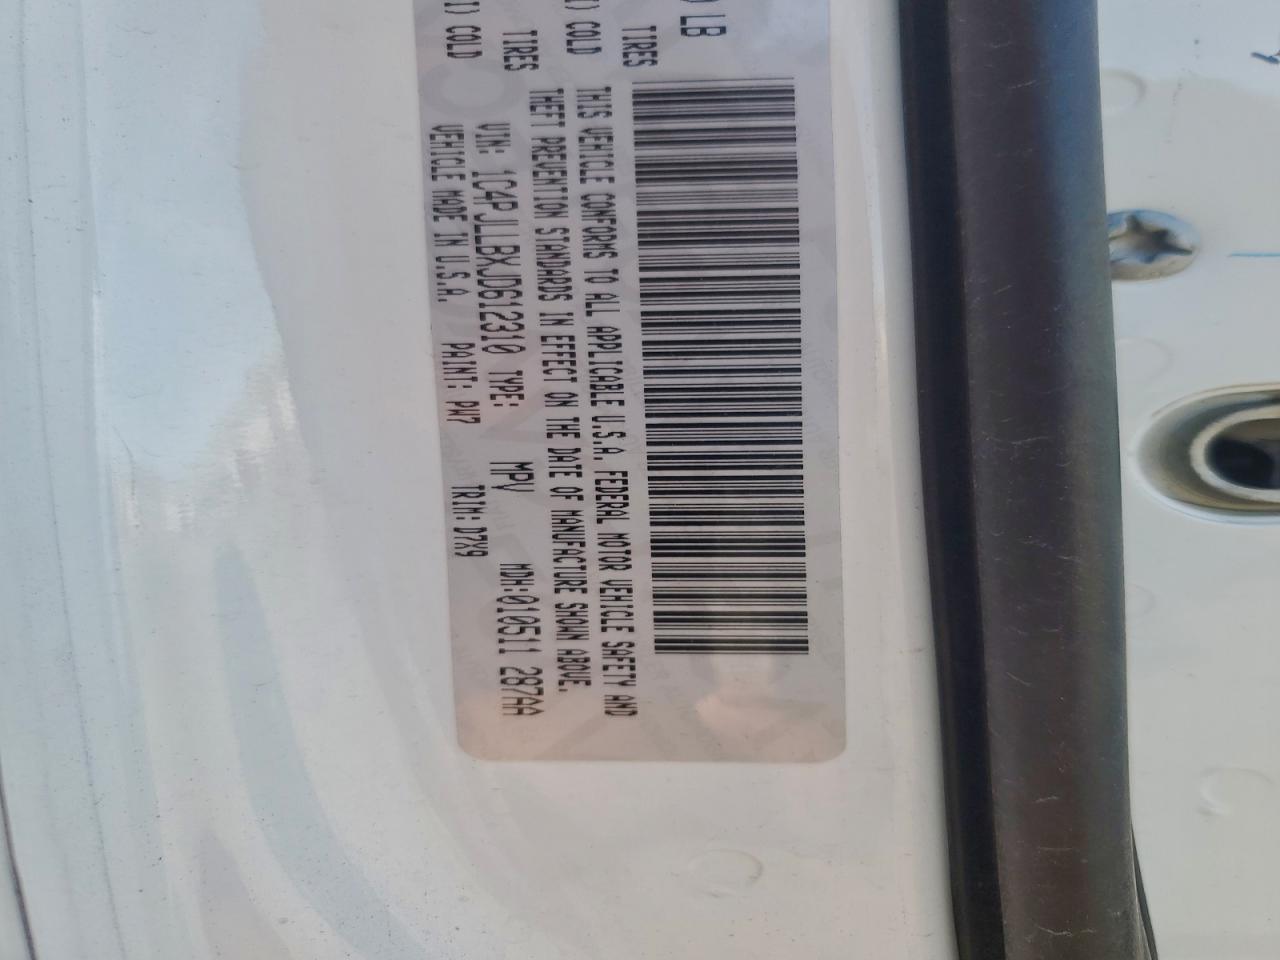 ) LB
TIRES
I) COLD
TIRES
I) COLD
THIS VEHICLE CONFORMS TO ALL APPLICABLE U.S.A. FEDERAL MOTOR VEHICLE SAFETY AND
THEFT PREVENTION STANDARDS IN EFFECT ON THE DATE OF MANUFACTURE SHOWN ABOVE.
VIN: 1C4PJLLBXJD612310 TYPE: MPV MDH:010511 287AA
VEHICLE MADE IN U.S.A. PAINT: PW7 TRIM: D7X9